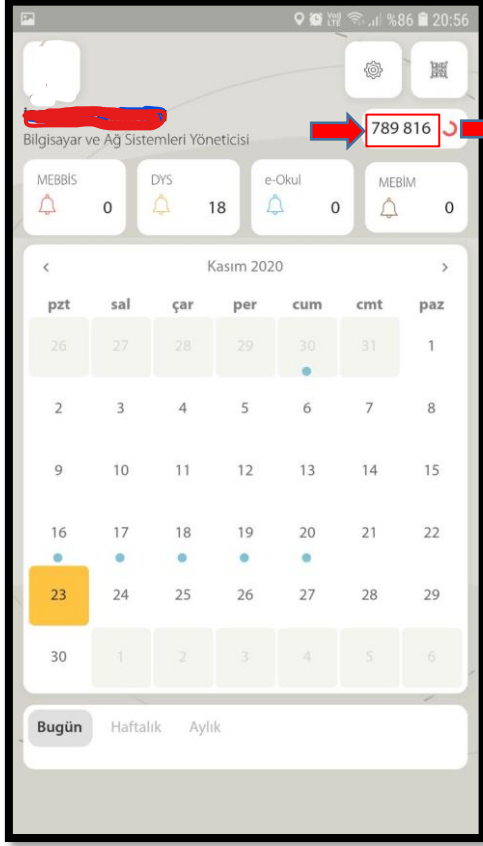 %86 20:56
Bilgisayar ve Ağ Sistemleri Yöneticisi
789 816
MEBBİS DYS e-Okul MEBİM
0 18 0 0
< Kasım 2020 >
pzt sal çar per cum cmt paz
26 27 28 29 30 31 1
2 3 4 5 6 7 8
9 10 11 12 13 14 15
16 17 18 19 20 21 22
23 24 25 26 27 28 29
30 1 2 3 4 5 6
Bugün Haftalık Aylık